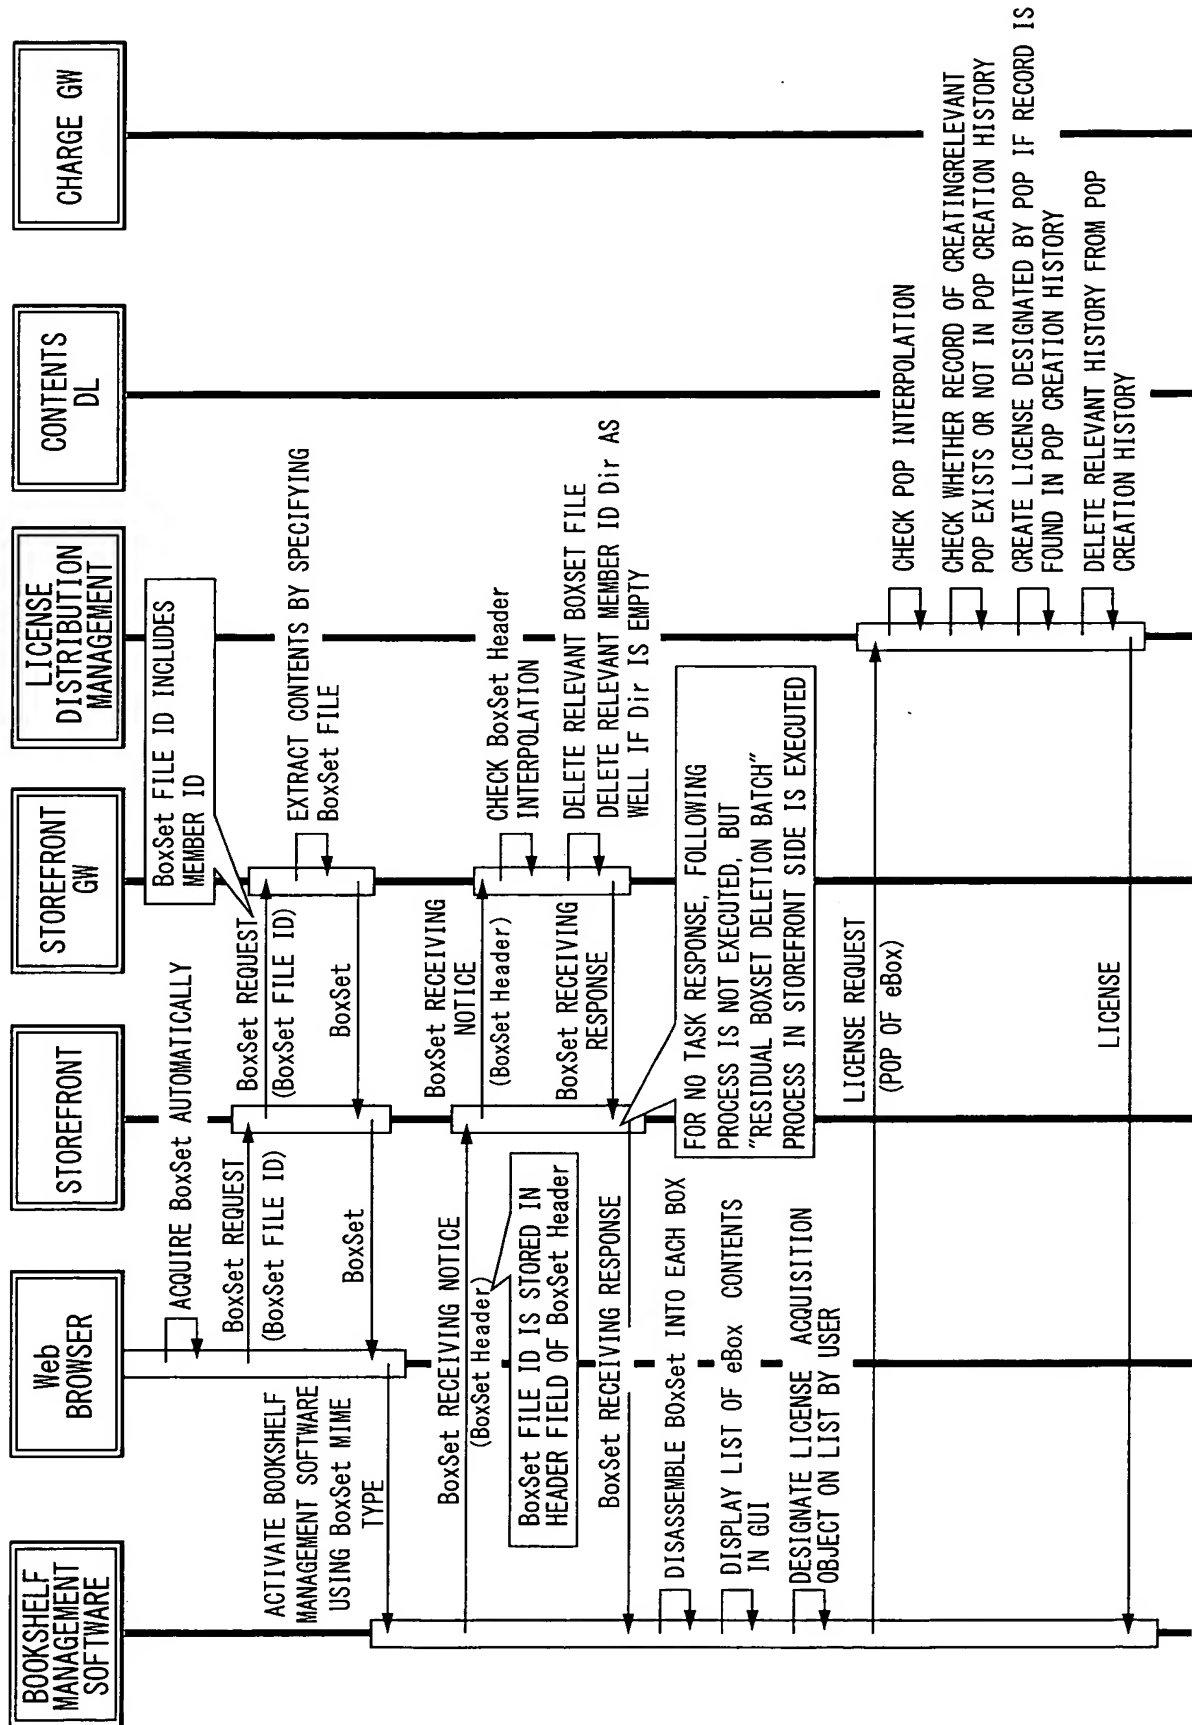 BOOKSHELF
MANAGEMENT
SOFTWARE
Web
BROWSER
STOREFRONT
STOREFRONT
GW
LICENSE
DISTRIBUTION
MANAGEMENT
CONTENTS
DL
CHARGE GW
ACQUIRE BoxSet AUTOMATICALLY
BoxSet FILE ID INCLUDES
MEMBER ID
BoxSet REQUEST
(BoxSet FILE ID)
BoxSet REQUEST
(BoxSet FILE ID)
EXTRACT CONTENTS BY SPECIFYING
BoxSet FILE
BoxSet
BoxSet
ACTIVATE BOOKSHELF
MANAGEMENT SOFTWARE
USING BoxSet MIME
TYPE
BoxSet RECEIVING NOTICE
(BoxSet Header)
BoxSet RECEIVING
NOTICE
(BoxSet Header)
CHECK BoxSet Header
INTERPOLATION
BoxSet FILE ID IS STORED IN
HEADER FIELD OF BoxSet Header
DELETE RELEVANT BOXSET FILE
DELETE RELEVANT MEMBER ID Dir AS
WELL IF Dir IS EMPTY
BoxSet RECEIVING
RESPONSE
BoxSet RECEIVING RESPONSE
FOR NO TASK RESPONSE, FOLLOWING
PROCESS IS NOT EXECUTED, BUT
"RESIDUAL BOXSET DELETION BATCH"
PROCESS IN STOREFRONT SIDE IS EXECUTED
DISASSEMBLE BOxSet INTO EACH BOX
DISPLAY LIST OF eBox CONTENTS
IN GUI
DESIGNATE LICENSE ACQUISITION
OBJECT ON LIST BY USER
LICENSE REQUEST
(POP OF eBox)
CHECK POP INTERPOLATION
CHECK WHETHER RECORD OF CREATINGRELEVANT
POP EXISTS OR NOT IN POP CREATION HISTORY
CREATE LICENSE DESIGNATED BY POP IF RECORD IS
FOUND IN POP CREATION HISTORY
DELETE RELEVANT HISTORY FROM POP
CREATION HISTORY
LICENSE